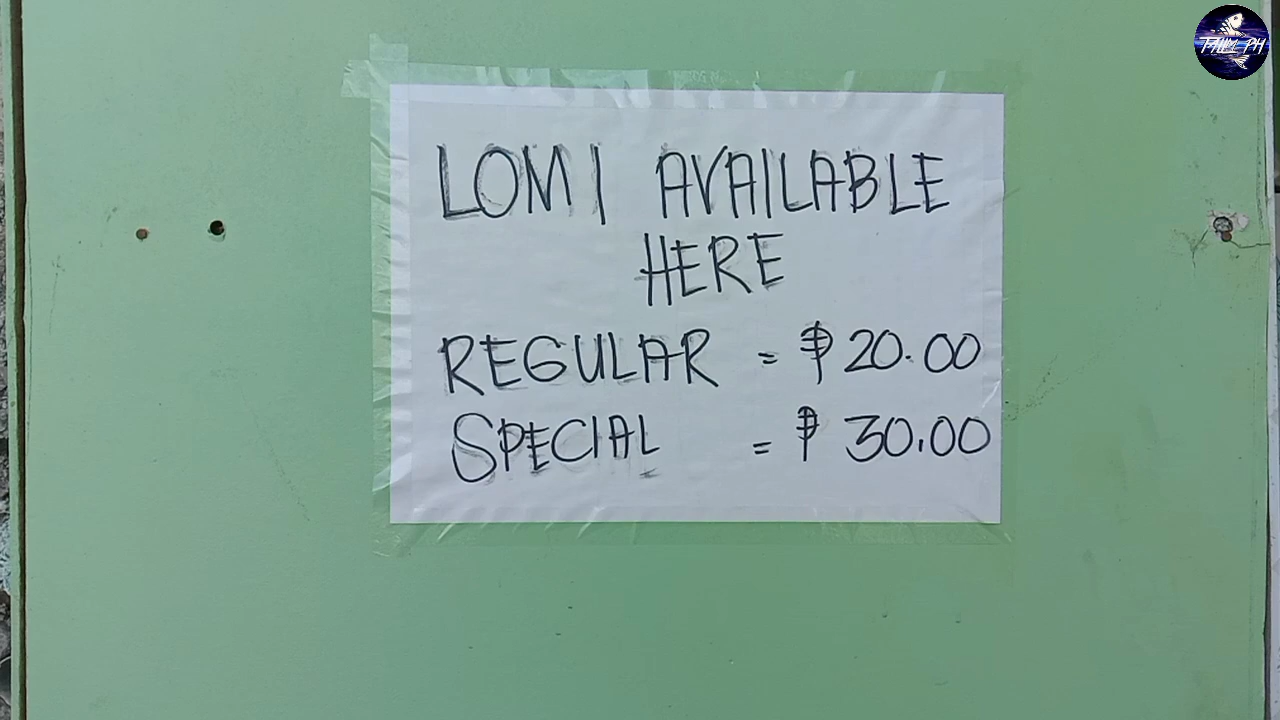 LOMI AVAILABLE
HERE
REGULAR = ₱ 20.00
SPECIAL = ₱ 30.00